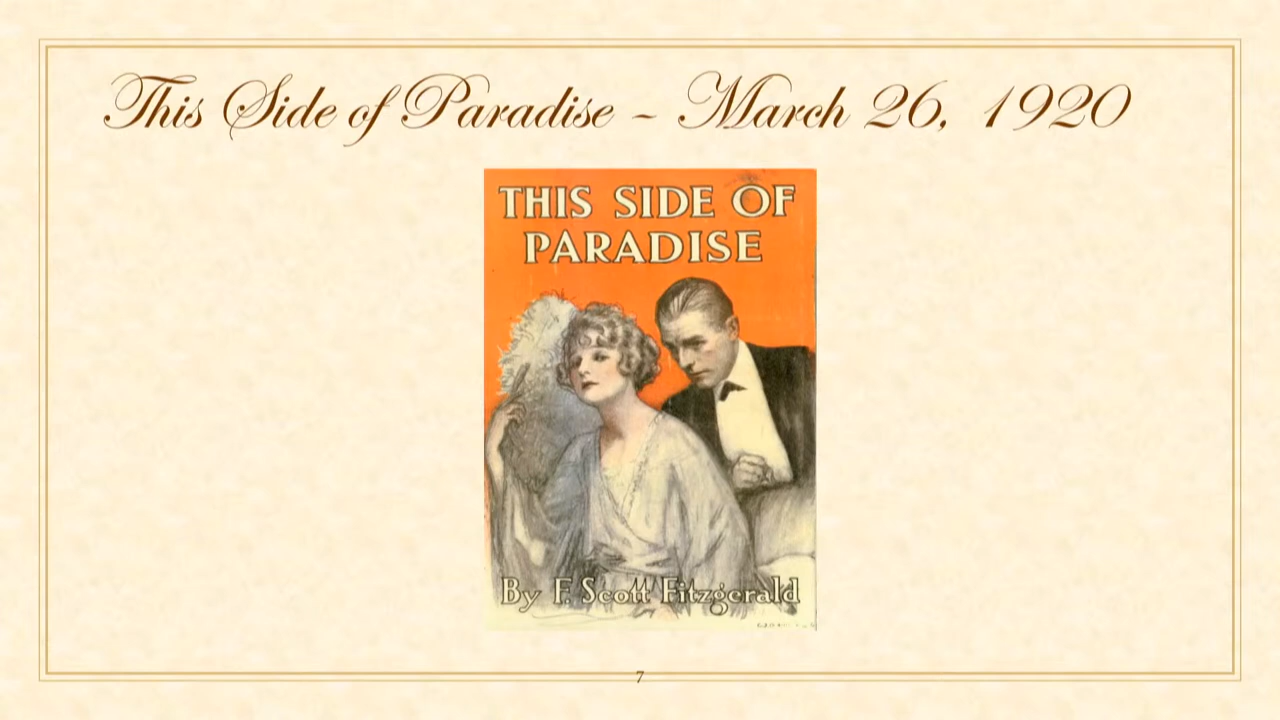 This Side of Paradise – March 26, 1920
THIS SIDE OF
PARADISE
By F. Scott Fitzgerald
7